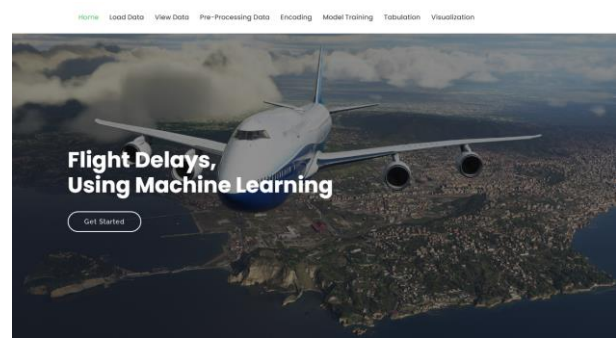 Home Load Data View Data Pre-Processing Data Encoding Model Training Tabulation Visualization
Flight Delays,
Using Machine Learning
Get Started